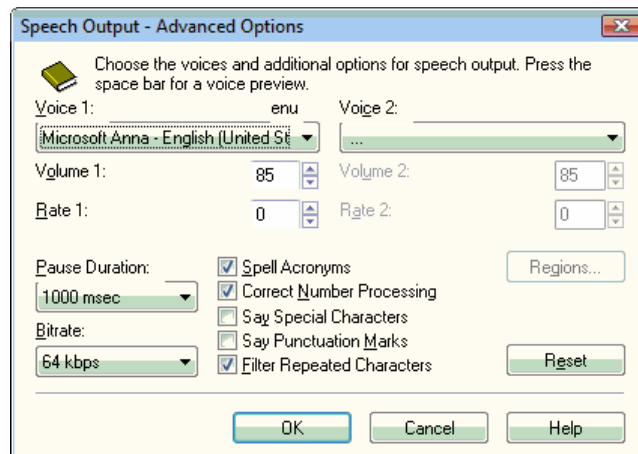 Speech Output - Advanced Options
Choose the voices and additional options for speech output. Press the
space bar for a voice preview.
Voice 1: enu Voice 2:
Microsoft Anna - English (United St ...
Volume 1: 85 Volume 2: 85
Rate 1: 0 Rate 2: 0
Pause Duration: Spell Acronyms Regions...
1000 msec Correct Number Processing
Say Special Characters
Bitrate: Say Punctuation Marks
64 kbps Filter Repeated Characters Reset
OK Cancel Help